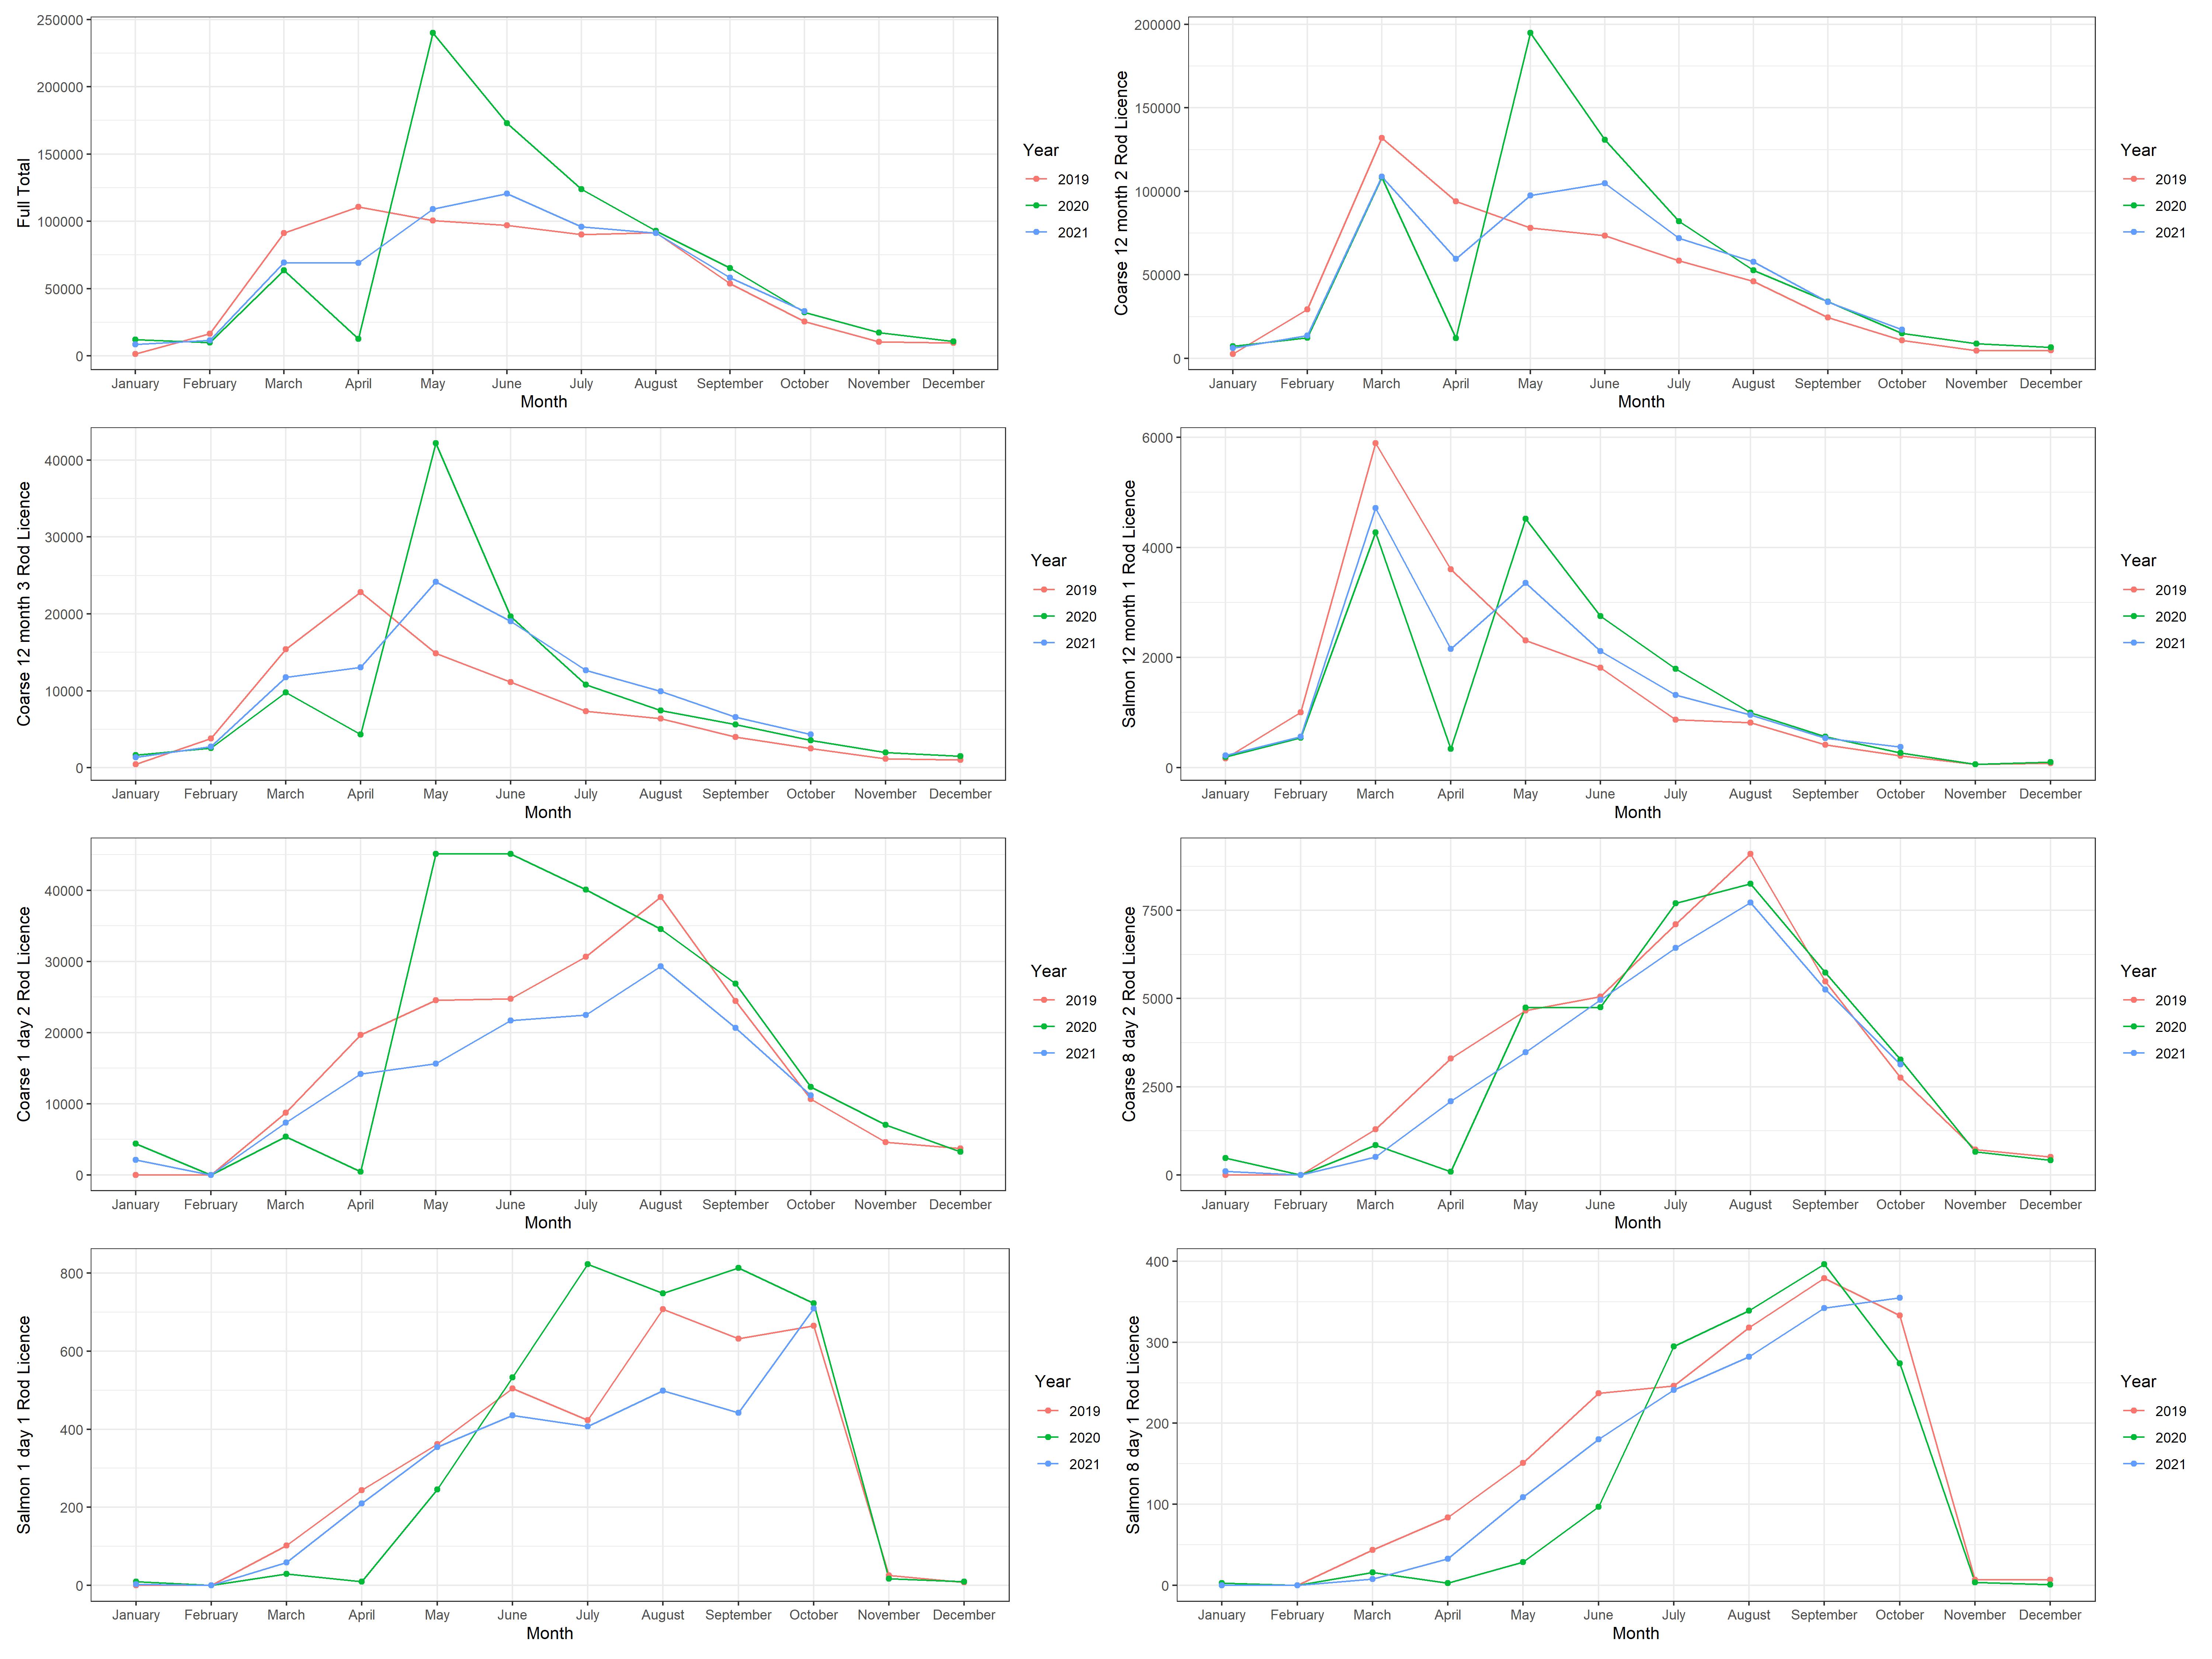 Full Total
250000
200000
150000
100000
50000
0
January February March April May June July August September October November December
Month
Year
2019
2020
2021
Coarse 12 month 2 Rod Licence
200000
150000
100000
50000
0
January February March April May June July August September October November December
Month
Year
2019
2020
2021
Coarse 12 month 3 Rod Licence
40000
30000
20000
10000
0
January February March April May June July August September October November December
Month
Year
2019
2020
2021
Salmon 12 month 1 Rod Licence
6000
4000
2000
0
January February March April May June July August September October November December
Month
Year
2019
2020
2021
Coarse 1 day 2 Rod Licence
40000
30000
20000
10000
0
January February March April May June July August September October November December
Month
Year
2019
2020
2021
Coarse 8 day 2 Rod Licence
7500
5000
2500
0
January February March April May June July August September October November December
Month
Year
2019
2020
2021
Salmon 1 day 1 Rod Licence
800
600
400
200
0
January February March April May June July August September October November December
Month
Year
2019
2020
2021
Salmon 8 day 1 Rod Licence
400
300
200
100
0
January February March April May June July August September October November December
Month
Year
2019
2020
2021